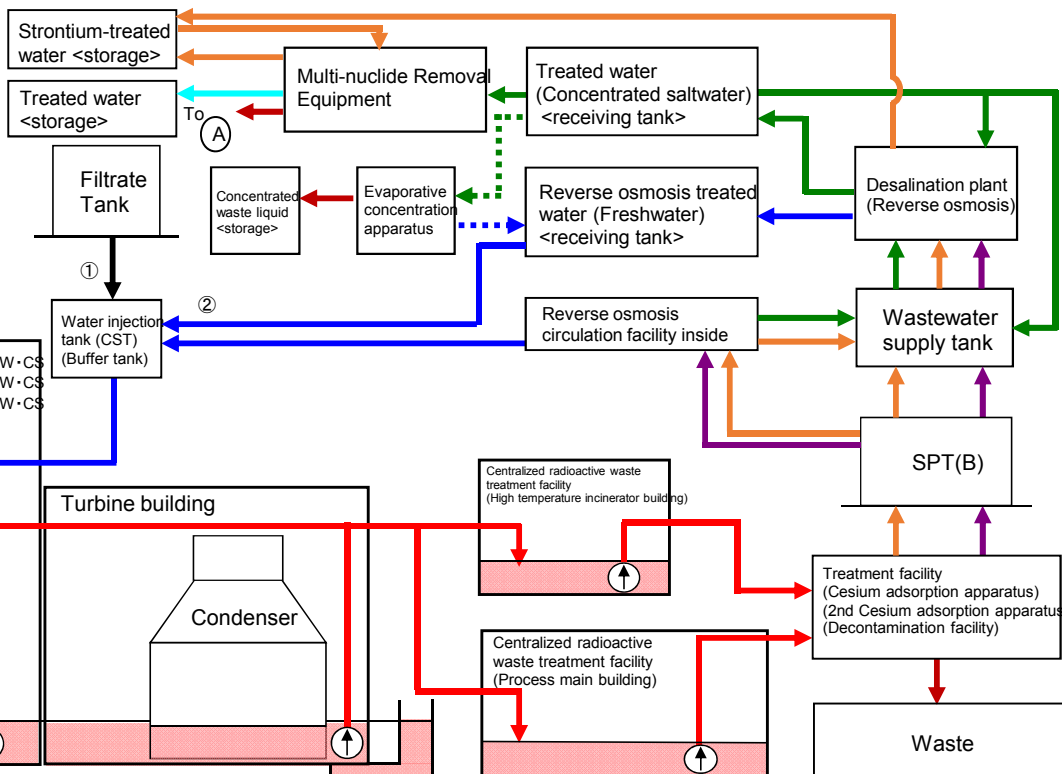 Strontium-treated
water <storage>
Multi-nuclide Removal
Equipment
Treated water
(Concentrated saltwater)
<receiving tank>
Treated water
<storage>
To
A
Filtrate
Tank
Concentrated
waste liquid
<storage>
Evaporative
concentration
apparatus
Reverse osmosis treated
water (Freshwater)
<receiving tank>
Desalination plant
(Reverse osmosis)
①
②
Water injection
tank (CST)
(Buffer tank)
Reverse osmosis
circulation facility inside
Wastewater
supply tank
W・CS
W・CS
W・CS
SPT(B)
Centralized radioactive waste
treatment facility
(High temperature incinerator building)
Turbine building
Condenser
Treatment facility
(Cesium adsorption apparatus)
(2nd Cesium adsorption apparatus
(Decontamination facility)
Centralized radioactive
waste treatment facility
(Process main building)
Waste